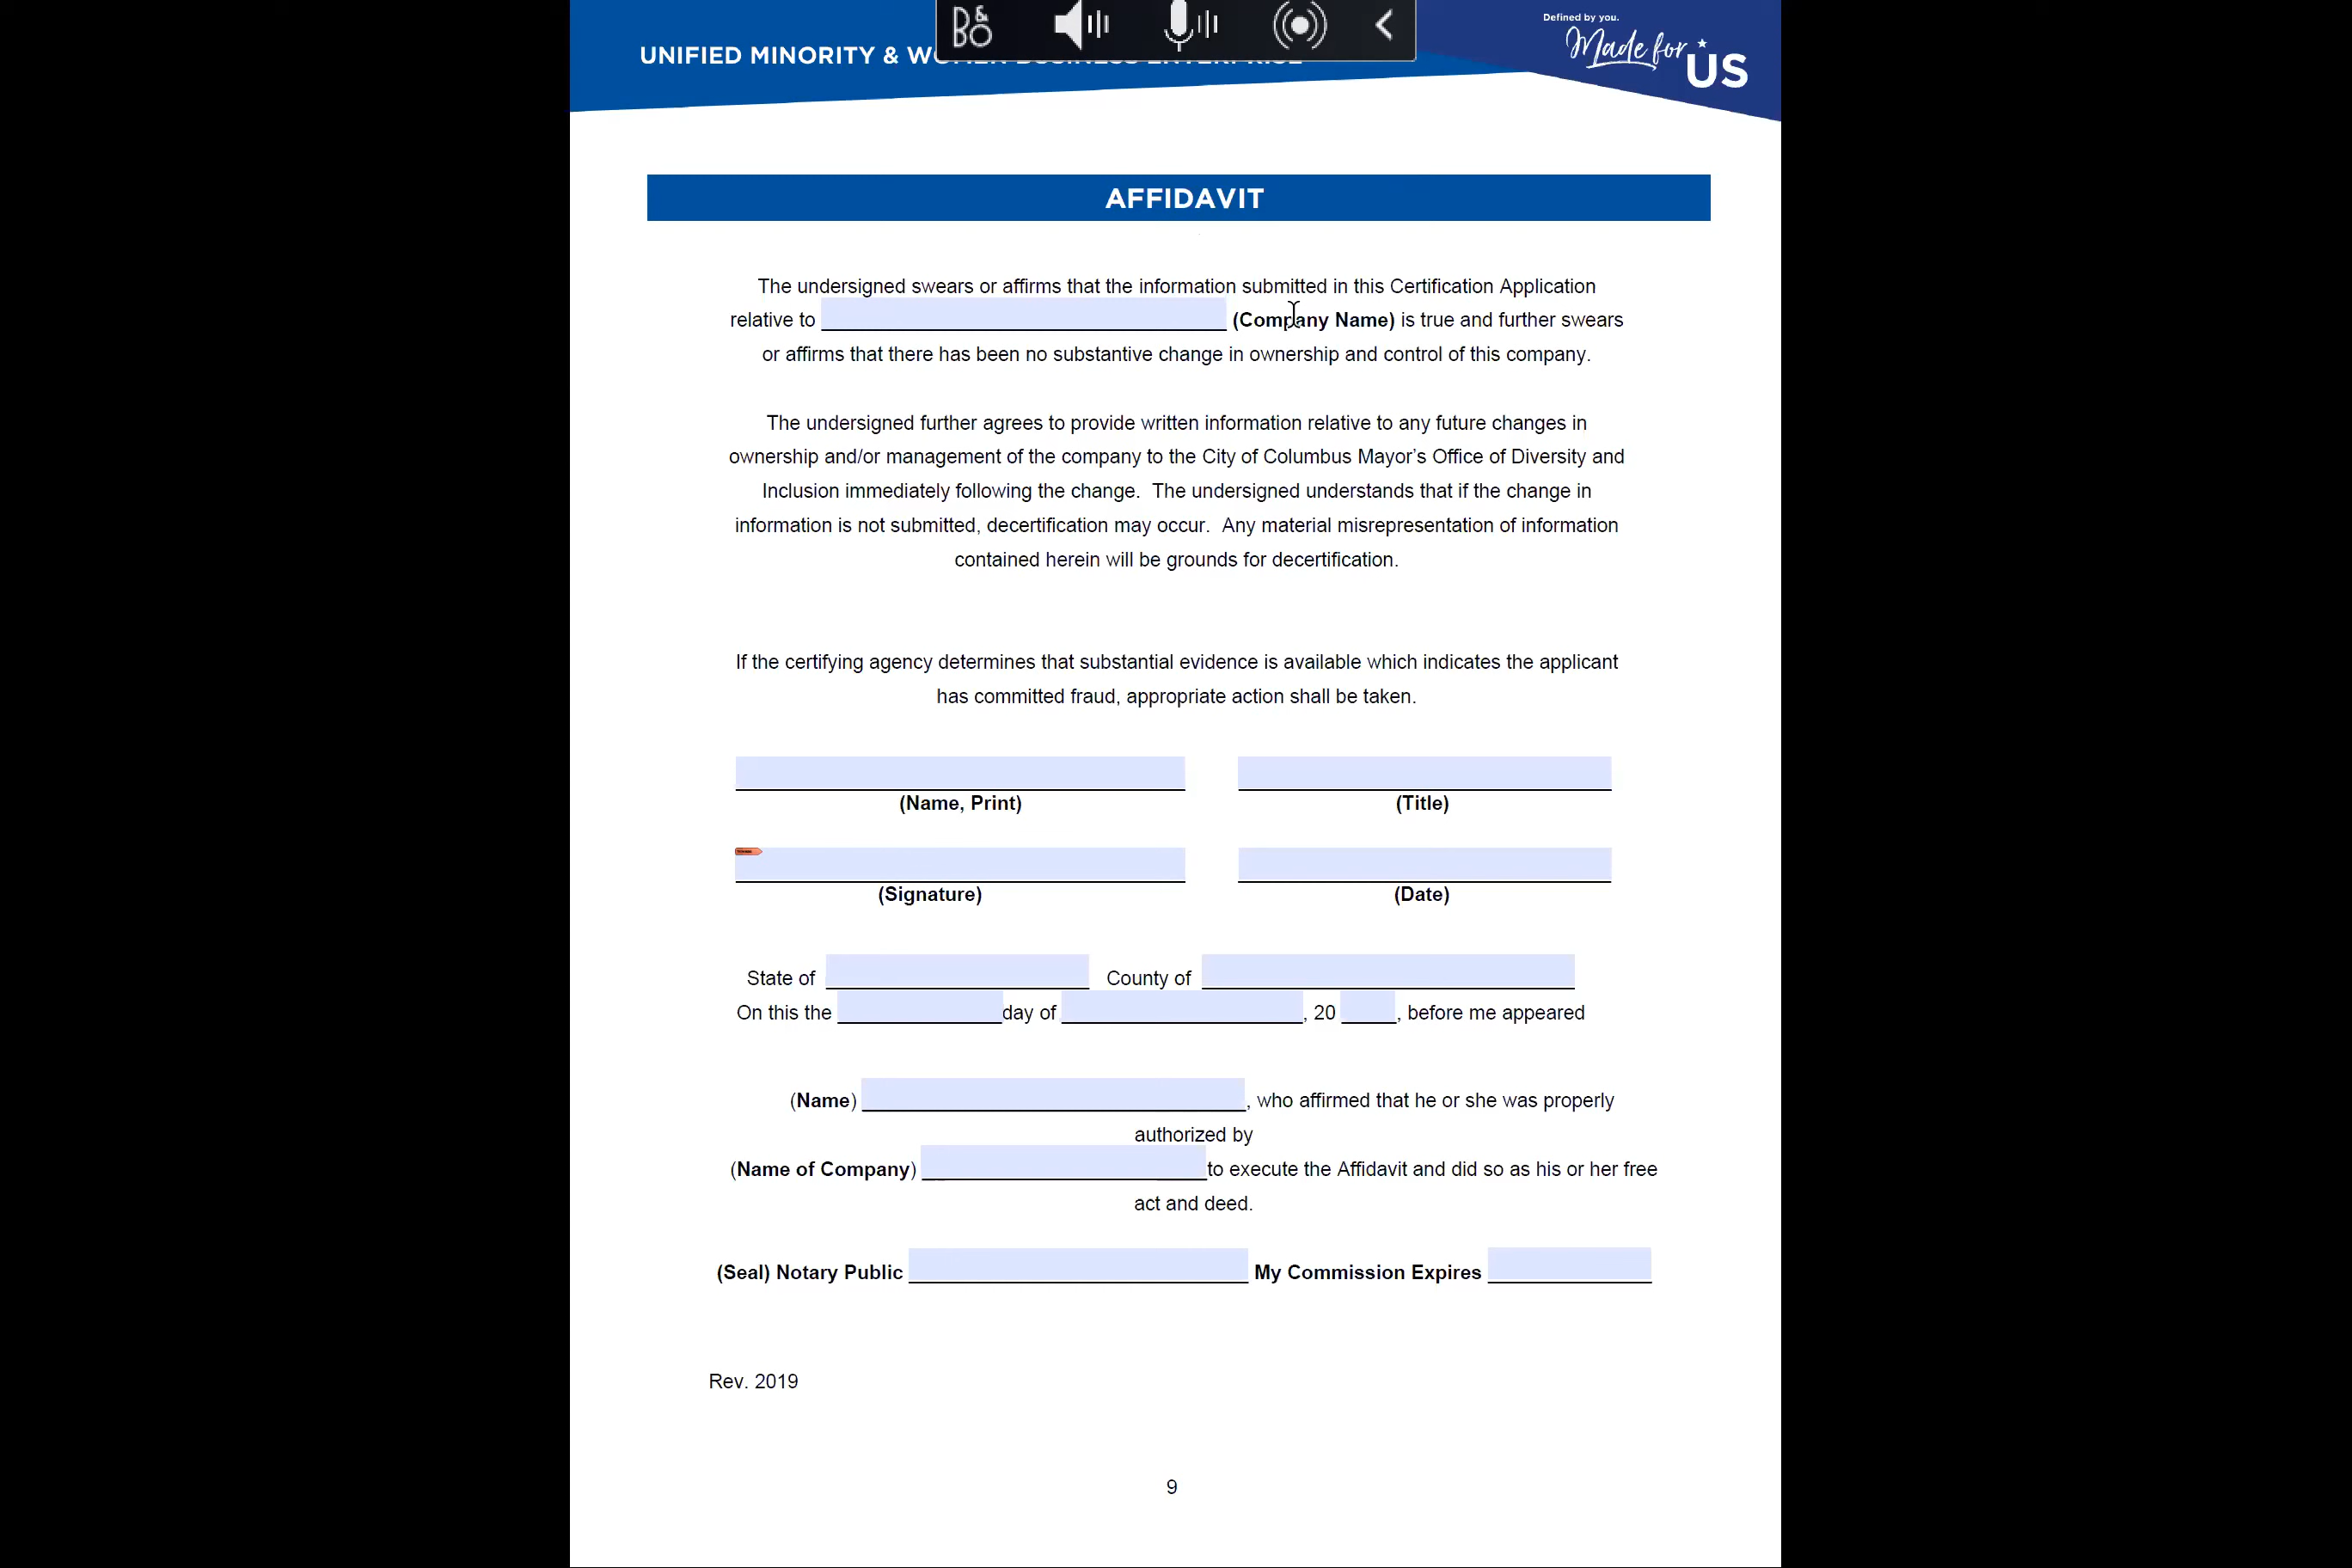 B&O
Defined by you.
Made for
US
UNIFIED MINORITY & WOMEN BUSINESS ENTERPRISE
AFFIDAVIT
The undersigned swears or affirms that the information submitted in this Certification Application
relative to (Company Name) is true and further swears
or affirms that there has been no substantive change in ownership and control of this company.
The undersigned further agrees to provide written information relative to any future changes in
ownership and/or management of the company to the City of Columbus Mayor’s Office of Diversity and
Inclusion immediately following the change. The undersigned understands that if the change in
information is not submitted, decertification may occur. Any material misrepresentation of information
contained herein will be grounds for decertification.
If the certifying agency determines that substantial evidence is available which indicates the applicant
has committed fraud, appropriate action shall be taken.
(Name, Print) (Title)
(Signature) (Date)
State of County of
On this the day of , 20 , before me appeared
(Name) , who affirmed that he or she was properly
authorized by
(Name of Company) to execute the Affidavit and did so as his or her free
act and deed.
(Seal) Notary Public My Commission Expires
Rev. 2019
9